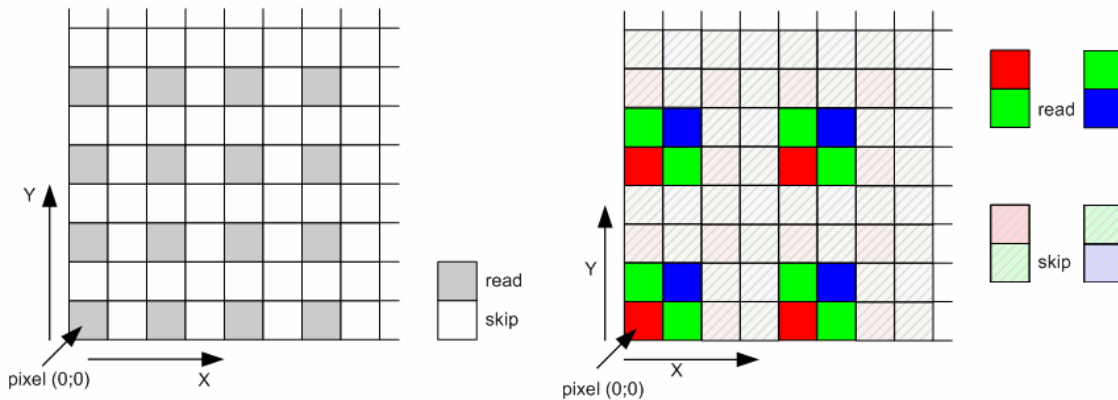 Y
read
skip
X
pixel (0;0)
read
skip
Y
X
pixel (0;0)